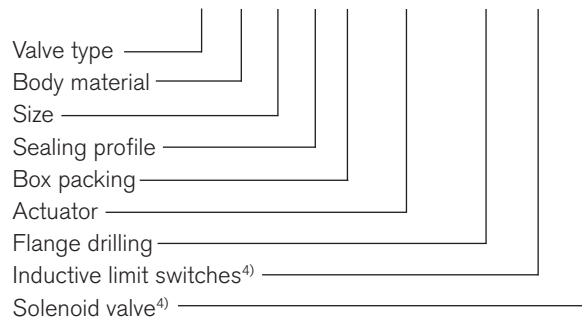 Valve type
Body material
Size
Sealing profile
Box packing
Actuator
Flange drilling
Inductive limit switches4)
Solenoid valve4)